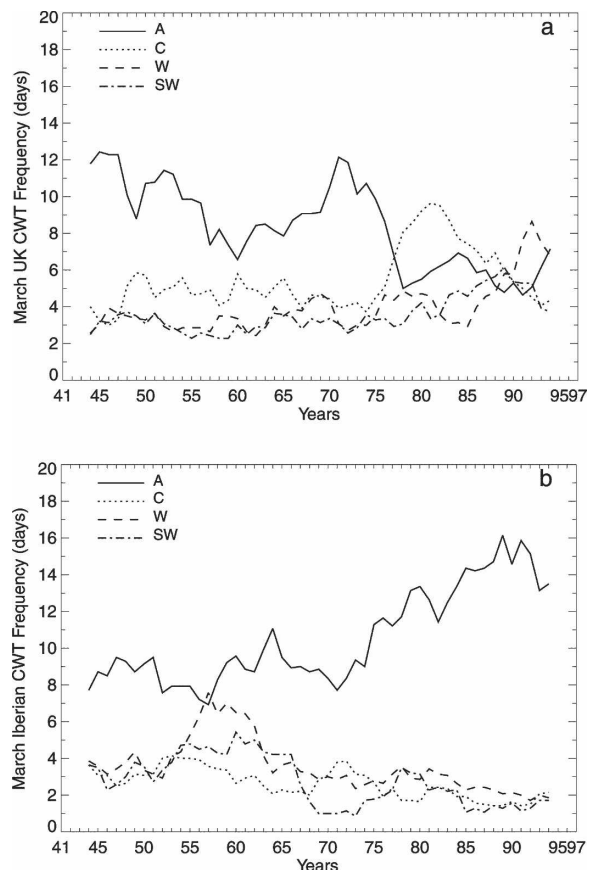 20
18
16
14
12
10
8
6
4
2
0
March UK CWT Frequency (days)
A
C
W
SW
a
41 45 50 55 60 65 70 75 80 85 90 9597
Years
20
18
16
14
12
10
8
6
4
2
0
March Iberian CWT Frequency (days)
A
C
W
SW
b
41 45 50 55 60 65 70 75 80 85 90 9597
Years